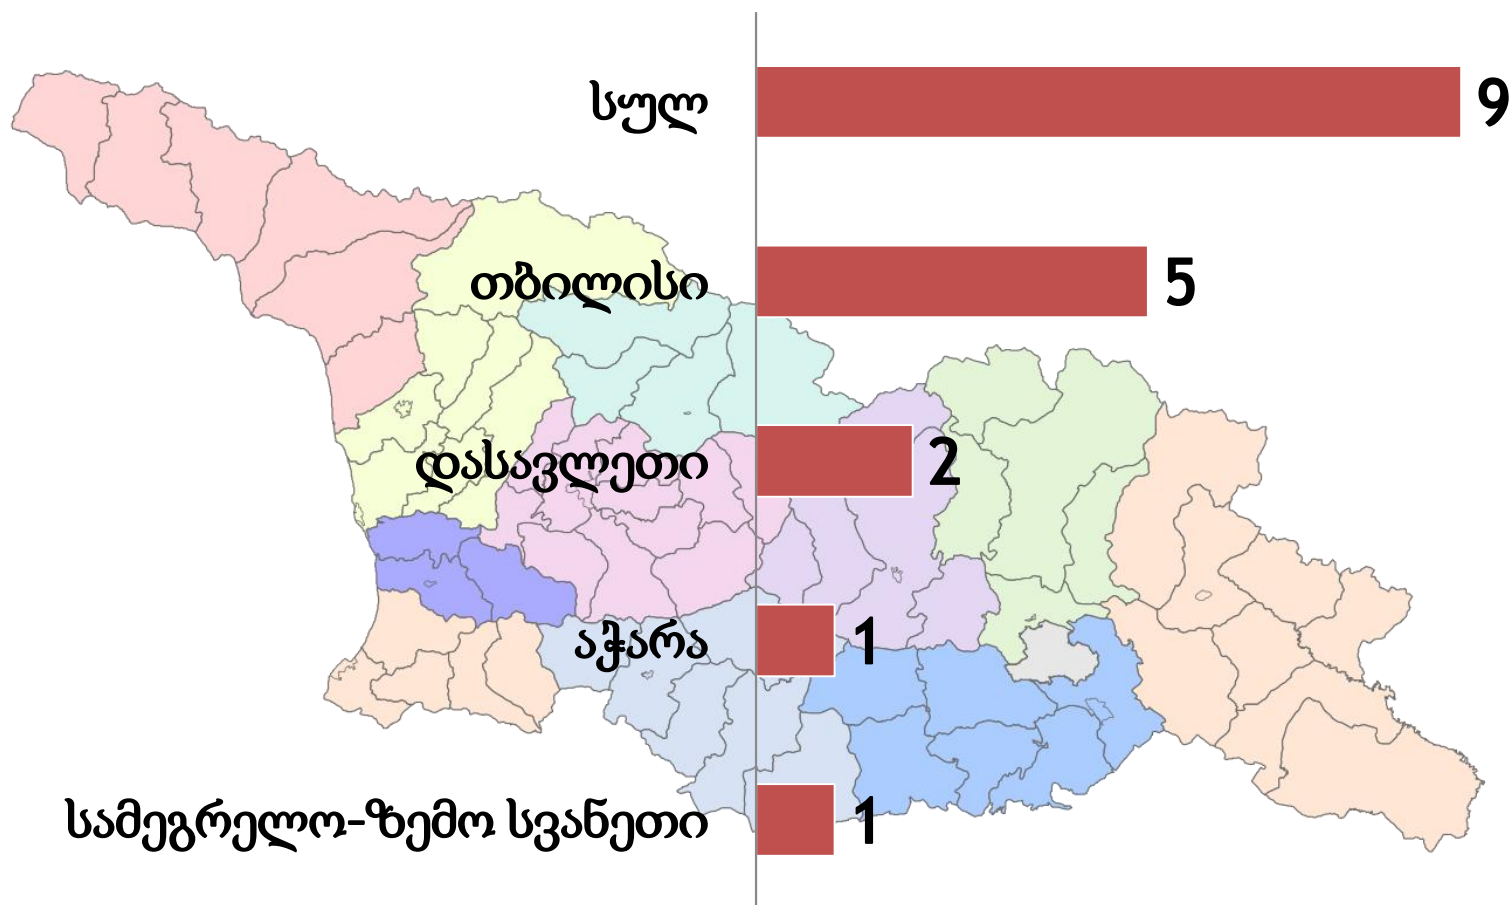 სულ 9
თბილისი 5
დასავლეთი 2
აჭარა 1
სამეგრელო-ზემო სვანეთი 1